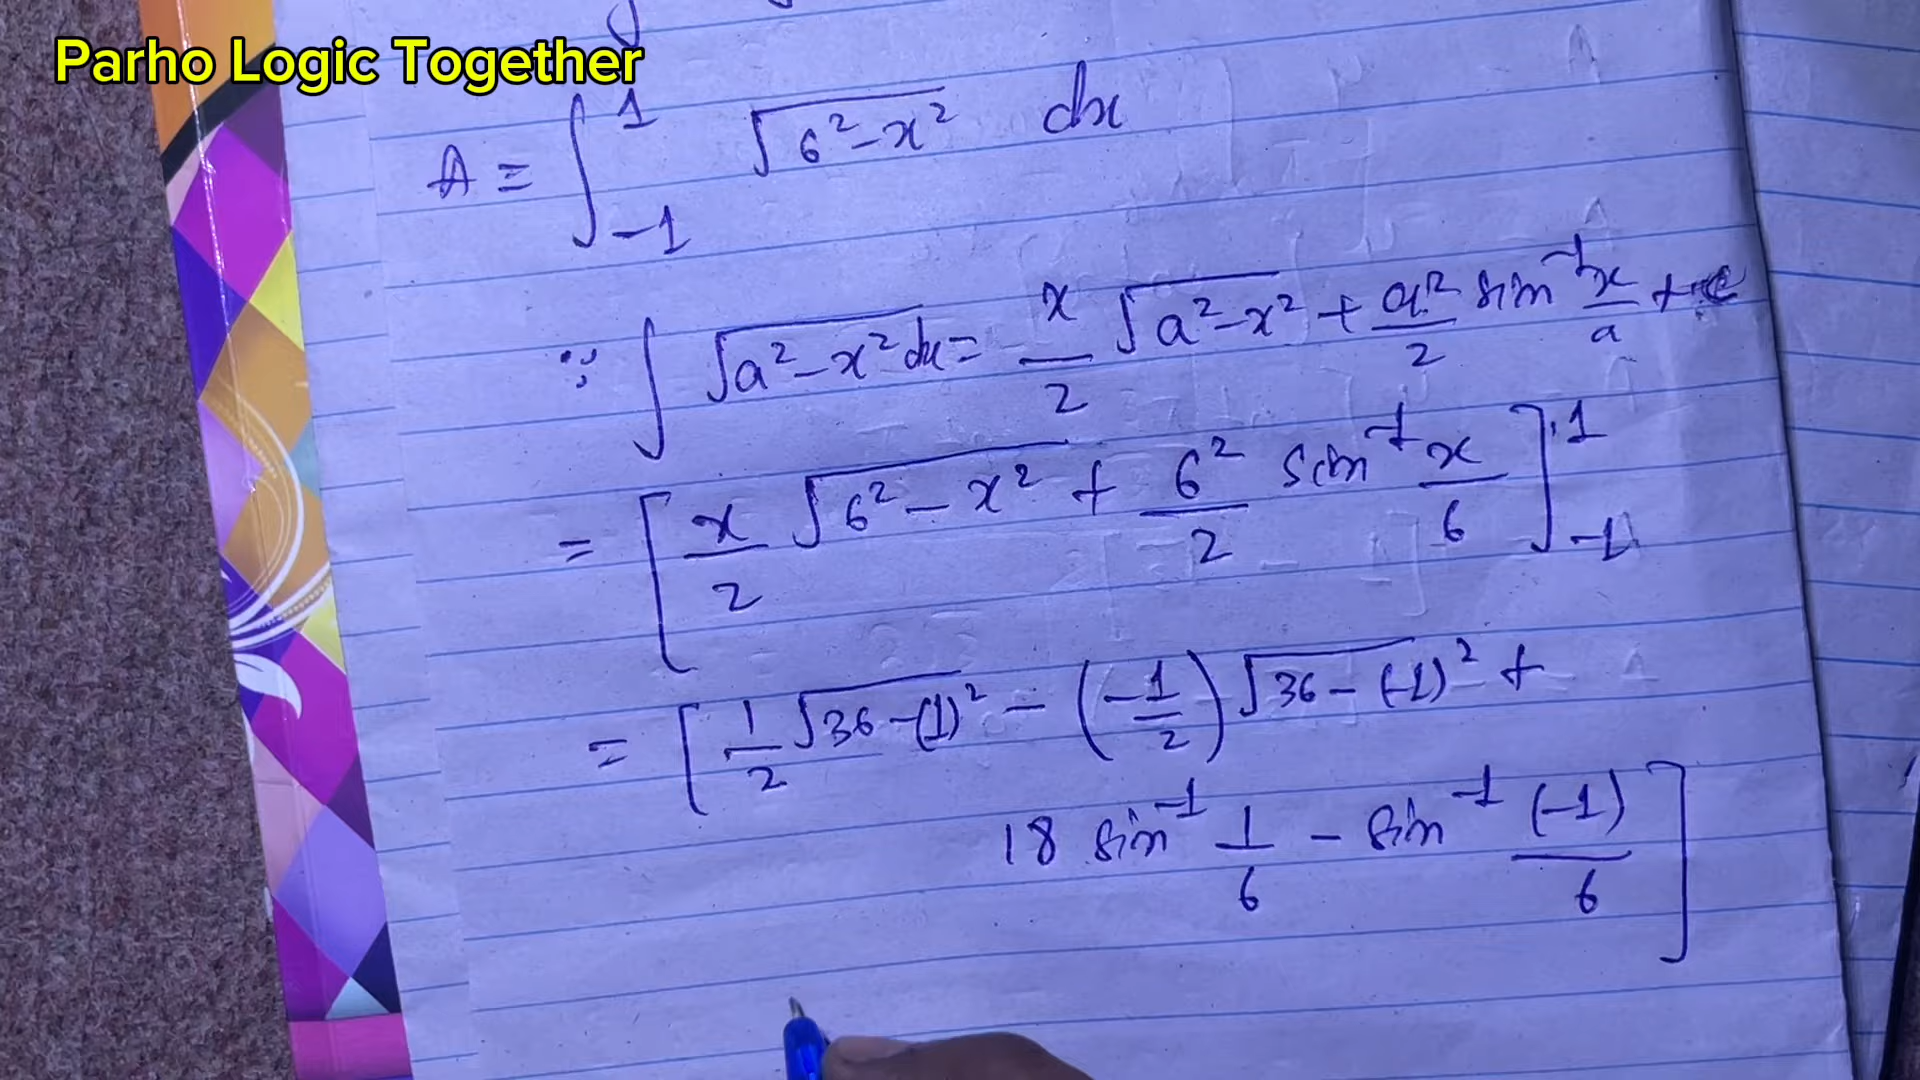 Parho Logic Together
A = ∫_{-1}^{1} √(6²-x²) dx
∵ ∫ √(a²-x²) dx = x/2 √(a²-x²) + a²/2 sin⁻¹ x/a + c
= [x/2 √(6²-x²) + 6²/2 sin⁻¹ x/6]_{-1}^{1}
= [1/2 √(36-(1)²) - (-1/2) √(36-(-1)²) +
18 sin⁻¹ 1/6 - sin⁻¹ (-1)/6]